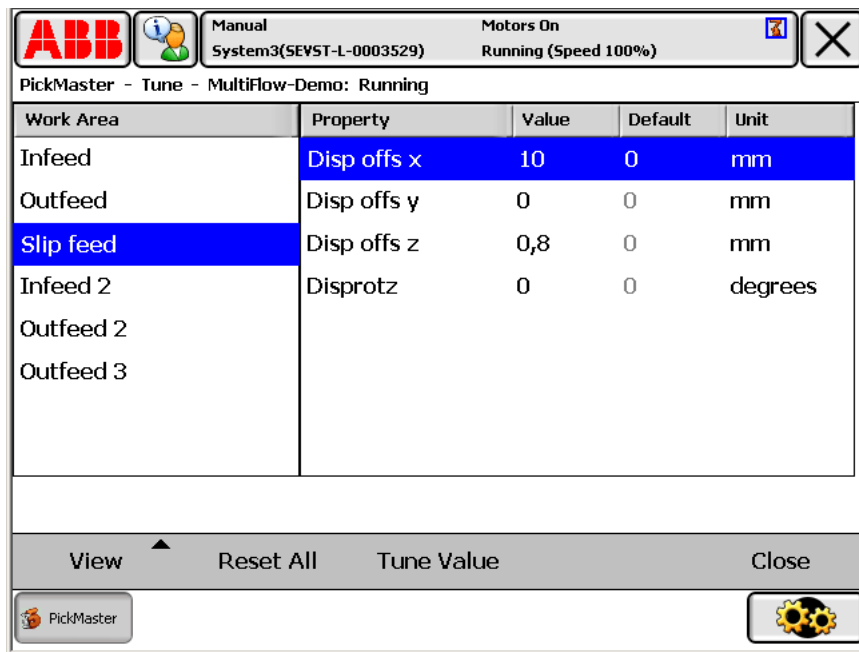 ABB Manual Motors On
System3(SEVST-L-0003529) Running (Speed 100%)
PickMaster - Tune - MultiFlow-Demo: Running
Work Area Property Value Default Unit
Infeed Disp offs x 10 0 mm
Outfeed Disp offs y 0 0 mm
Slip feed Disp offs z 0,8 0 mm
Infeed 2 Disprotz 0 0 degrees
Outfeed 2
Outfeed 3
View Reset All Tune Value Close
PickMaster